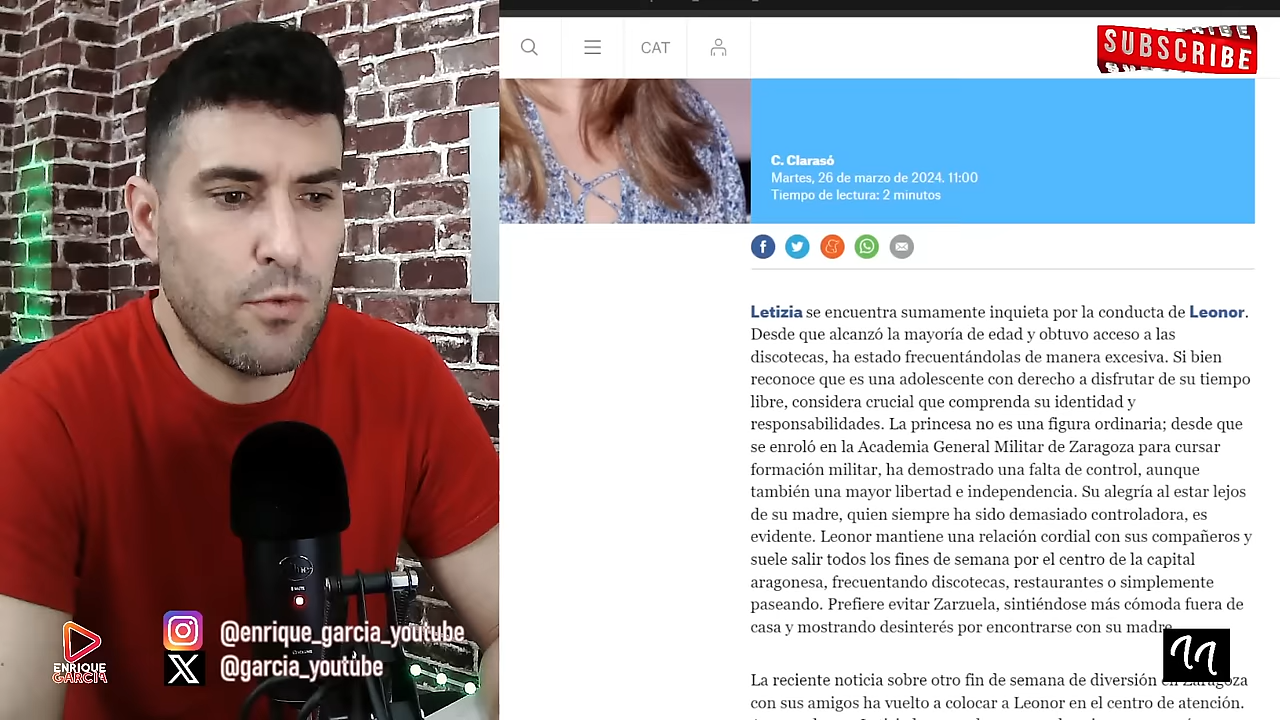 CAT
SUBSCRIBE
C. Clarasó
Martes, 26 de marzo de 2024. 11:00
Tiempo de lectura: 2 minutos
Letizia se encuentra sumamente inquieta por la conducta de Leonor.
Desde que alcanzó la mayoría de edad y obtuvo acceso a las
discotecas, ha estado frecuentándolas de manera excesiva. Si bien
reconoce que es una adolescente con derecho a disfrutar de su tiempo
libre, considera crucial que comprenda su identidad y
responsabilidades. La princesa no es una figura ordinaria; desde que
se enroló en la Academia General Militar de Zaragoza para cursar
formación militar, ha demostrado una falta de control, aunque
también una mayor libertad e independencia. Su alegría al estar lejos
de su madre, quien siempre ha sido demasiado controladora, es
evidente. Leonor mantiene una relación cordial con sus compañeros y
suele salir todos los fines de semana por el centro de la capital
aragonesa, frecuentando discotecas, restaurantes o simplemente
paseando. Prefiere evitar Zarzuela, sintiéndose más cómoda fuera de
casa y mostrando desinterés por encontrarse con su madre
La reciente noticia sobre otro fin de semana de diversión en Zaragoza
con sus amigos ha vuelto a colocar a Leonor en el centro de atención.
@enrique_garcia_youtube
@garcia_youtube
ENRIQUE
GARCIA